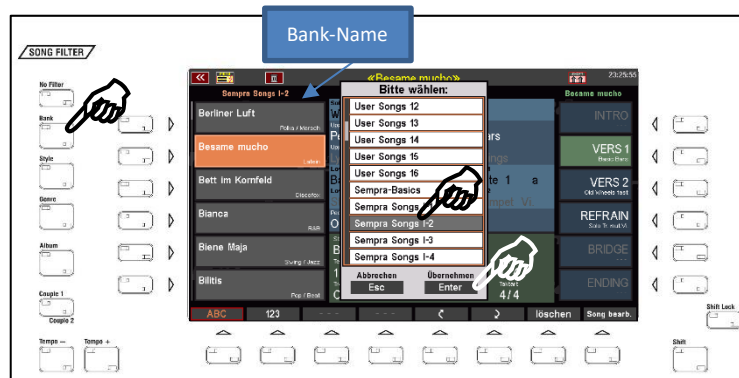 Bank-Name
SONG FILTER
No Filter
Bank
Style
Genre
Album
Couple 1
Couple 2
Tempo – Tempo +
«Besame mucho»
23:25:55
Sempra Songs I-2
Besame mucho
Berliner Luft
Polka / Marsch
Besame mucho
Latein
Bett im Kornfeld
Discofox
Bianca
R&B
Biene Maja
Swing / Jazz
Bilitis
Pop / Beat
Bitte wählen:
User Songs 12
User Songs 13
User Songs 14
User Songs 15
User Songs 16
Sempra-Basics
Sempra Songs
Sempra Songs I-2
Sempra Songs I-3
Sempra Songs I-4
Abbrechen
Esc
Übernehmen
Enter
4/4
INTRO
VERS 1
VERS 2
Old Wheels fast
REFRAIN
BRIDGE
ENDING
ABC
123
löschen
Song bearb.
Shift Lock
Shift